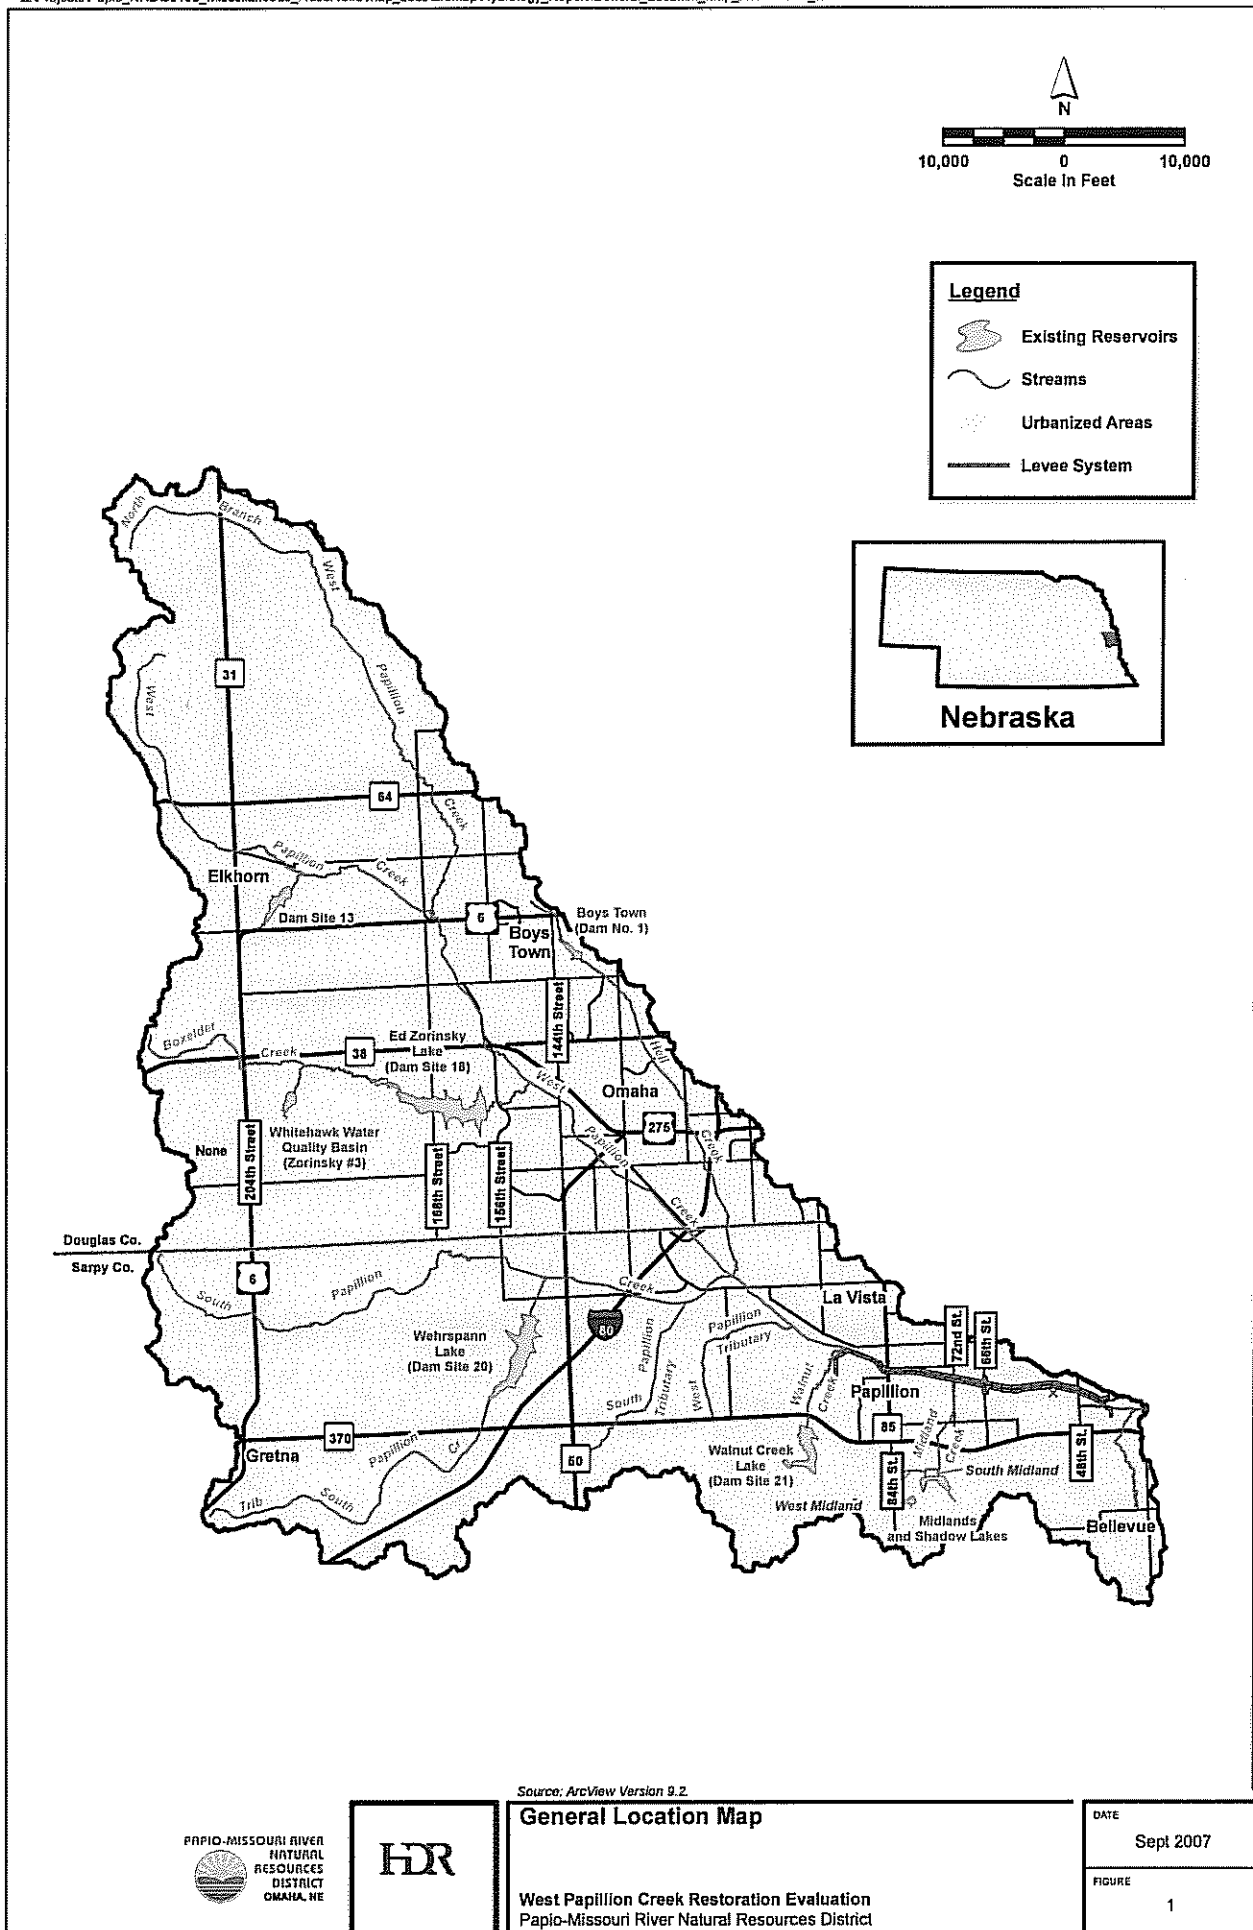 N
10,000 0 10,000
Scale In Feet
Legend
Existing Reservoirs
Streams
Urbanized Areas
Levee System
Nebraska
North
Branch
West
Papillion
Creek
31
West
64
Papillion
Creek
Elkhorn
Dam Site 13
6
Boys
Town
Boys Town
(Dam No. 1)
144th Street
Boxelder
Creek
38
Ed Zorinsky
Lake
(Dam Site 18)
West
Omaha
Hell
Creek
275
Papillion
Creek
Whitehawk Water
Quality Basin
(Zorinsky #3)
None
204th Street
168th Street
156th Street
Douglas Co.
Sarpy Co.
6
South
Papillion
Creek
La Vista
80
Wehrspann
Lake
(Dam Site 20)
Papillion
Tributary
West
South
Papillion
Tributary
72nd St.
66th St.
Walnut
Creek
Papillion
85
Midland
Creek
370
Gretna
Papillion
Cr
South
Trib
50
Walnut Creek
Lake
(Dam Site 21)
84th St.
South Midland
48th St.
West Midland
Midlands
and Shadow Lakes
Bellevue
Source: ArcView Version 9.2
General Location Map
West Papillion Creek Restoration Evaluation
Papio-Missouri River Natural Resources District
PAPIO-MISSOURI RIVER
NATURAL
RESOURCES
DISTRICT
OMAHA, NE
HDR
DATE
Sept 2007
FIGURE
1